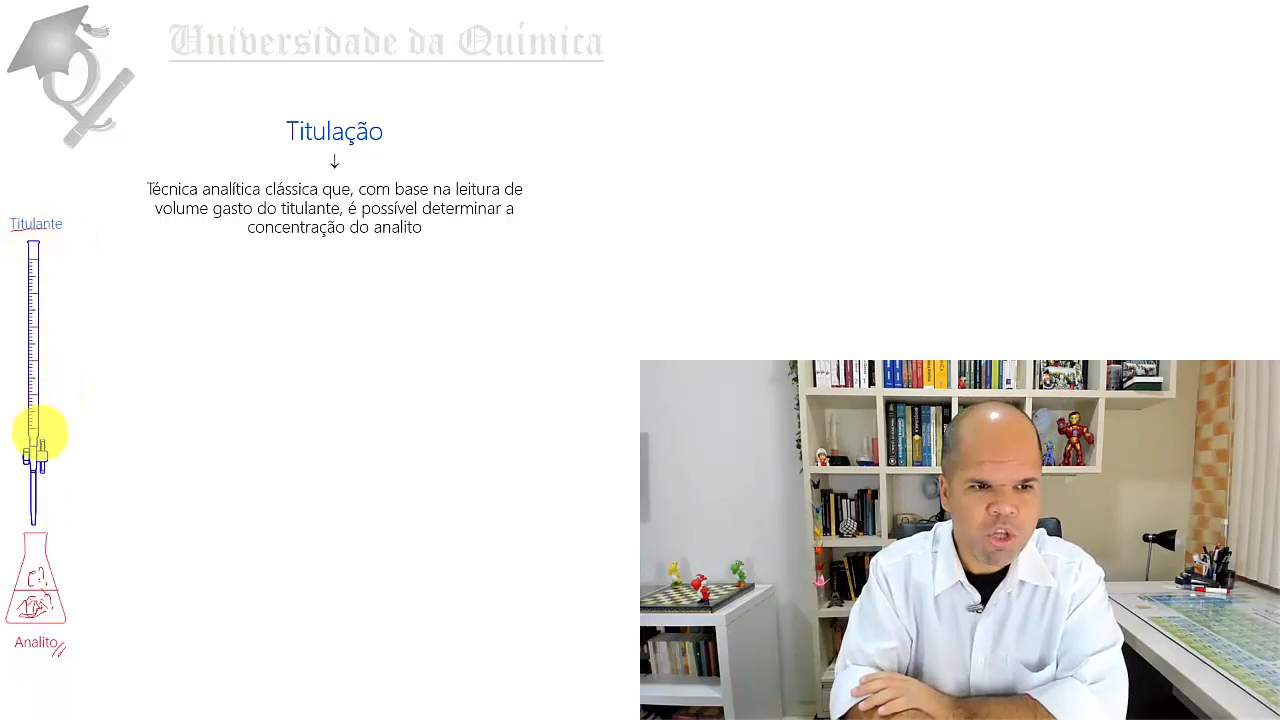 Universidade da Química
Titulação
Técnica analítica clássica que, com base na leitura de
volume gasto do titulante, é possível determinar a
concentração do analito
Titulante
Analito